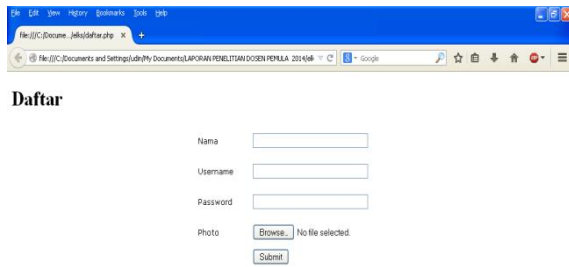 File Edit View History Bookmarks Tools Help
file:///C:/Docume.../elks/daftar.php × +
file:///C:/Documents and Settings/udin/My Documents/LAPORAN PENELITIAN DOSEN PEMULA 2014/elk Google
Daftar
Nama
Username
Password
Photo Browse... No file selected.
Submit